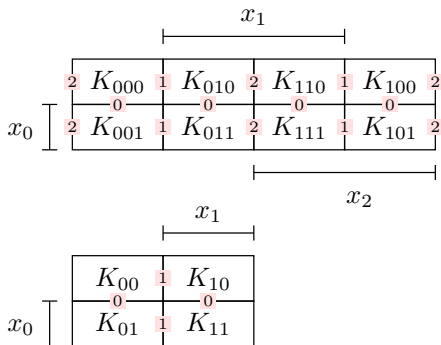 x₁
2 K₀₀₀ 1 K₀₁₀ 2 K₁₁₀ 1 K₁₀₀ 2
x₀ 0 0 0 0
2 K₀₀₁ 1 K₀₁₁ 2 K₁₁₁ 1 K₁₀₁ 2
x₂
x₁
K₀₀ 1 K₁₀
x₀ 0 0
K₀₁ 1 K₁₁